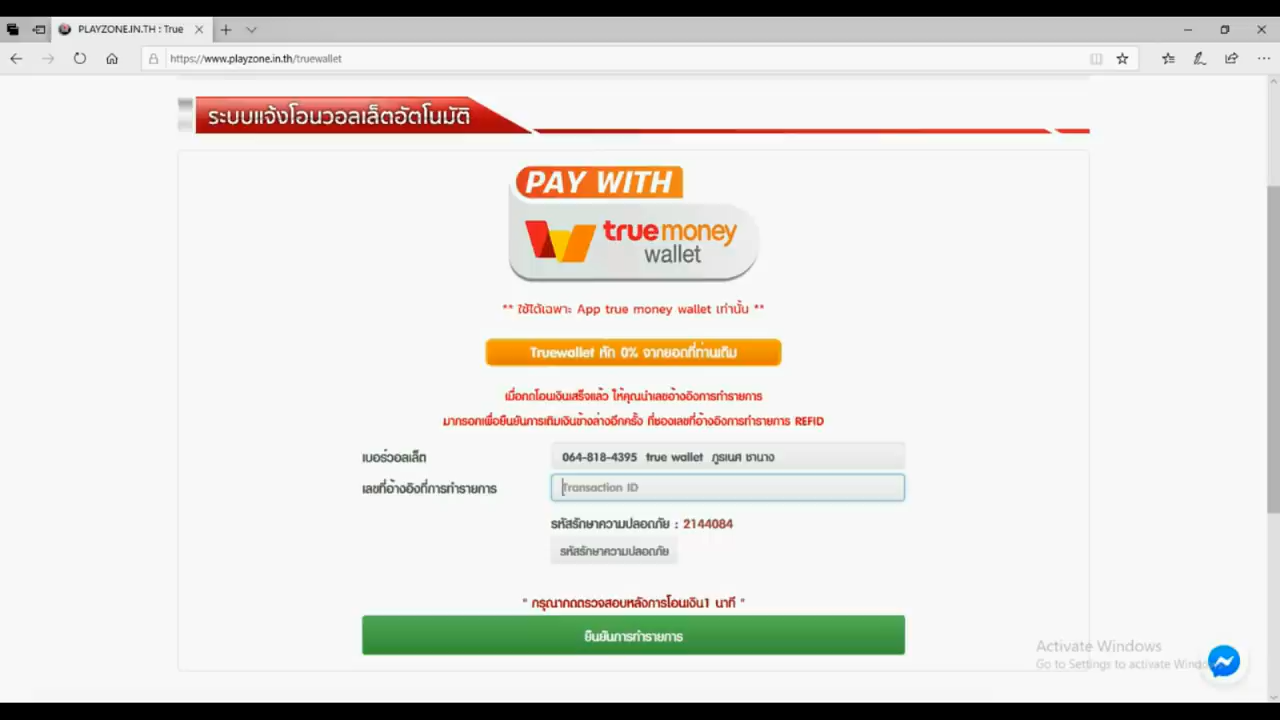 PLAYZONE.IN.TH : True
https://www.playzone.in.th/truewallet
ระบบแจ้งโอนวอลเล็ตอัตโนมัติ
PAY WITH
truemoney
wallet
** ใช้ได้เฉพาะ App true money wallet เท่านั้น **
Truewallet หัก 0% จากยอดที่ท่านเติม
เมื่อกดโอนเงินเสร็จแล้ว ให้คุณนำเลขอ้างอิงการทำรายการ
มากรอกเพื่อยืนยันการเติมเงินข้างล่างอีกครั้ง ที่ช่องเลขที่อ้างอิงการทำรายการ REFID
เบอร์วอลเล็ต 064-818-4395 true wallet ภูธเนศ ชานาง
เลขที่อ้างอิงที่การทำรายการ Transaction ID
รหัสรักษาความปลอดภัย : 2144084
รหัสรักษาความปลอดภัย
* กรุณากดตรวจสอบหลังการโอนเงิน1 นาที *
ยืนยันการทำรายการ
Activate Windows
Go to Settings to activate